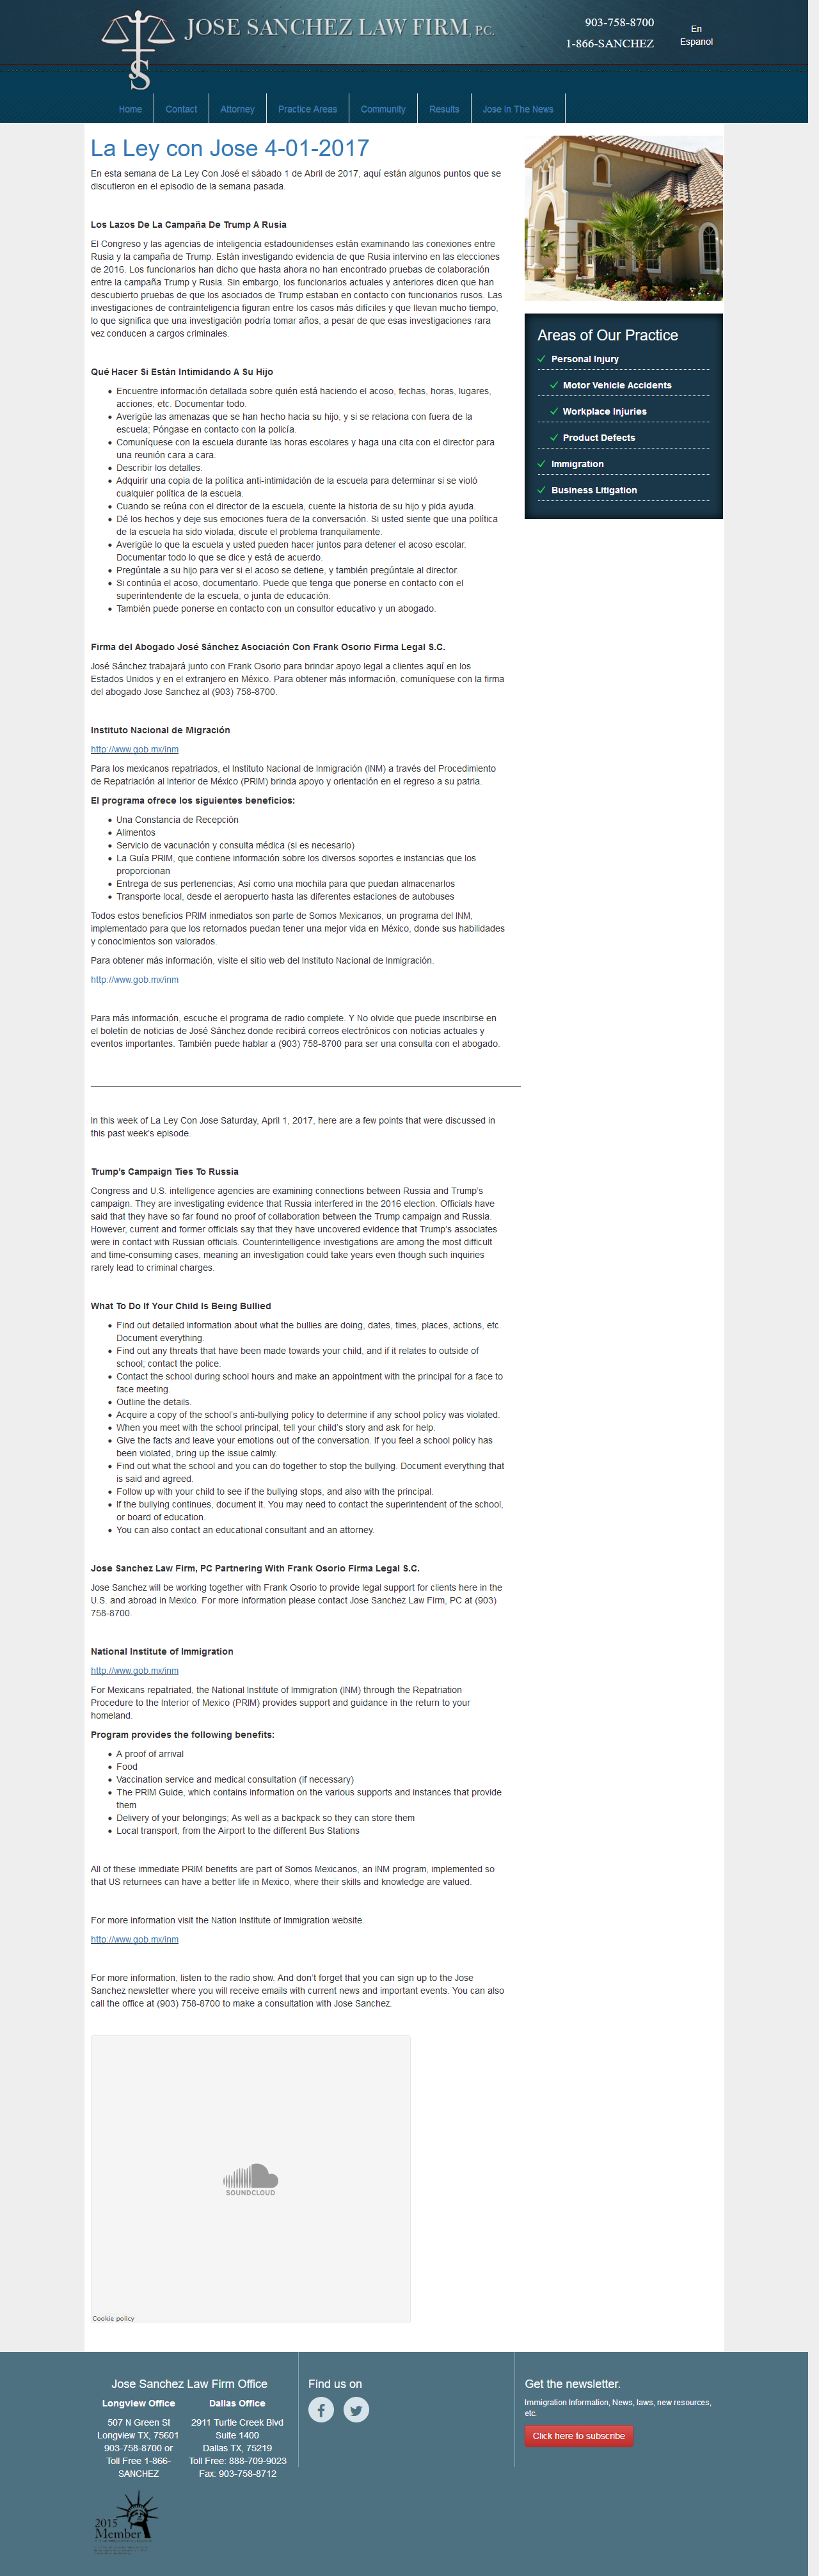 JOSE SANCHEZ LAW FIRM, P.C.
903-758-8700
1-866-SANCHEZ
En
Espanol
Home
Contact
Attorney
Practice Areas
Community
Results
Jose In The News
La Ley con Jose 4-01-2017
En esta semana de La Ley Con José el sábado 1 de Abril de 2017, aquí están algunos puntos que se
discutieron en el episodio de la semana pasada.
Los Lazos De La Campaña De Trump A Rusia
El Congreso y las agencias de inteligencia estadounidenses están examinando las conexiones entre
Rusia y la campaña de Trump. Están investigando evidencia de que Rusia intervino en las elecciones
de 2016. Los funcionarios han dicho que hasta ahora no han encontrado pruebas de colaboración
entre la campaña Trump y Rusia. Sin embargo, los funcionarios actuales y anteriores dicen que han
descubierto pruebas de que los asociados de Trump estaban en contacto con funcionarios rusos. Las
investigaciones de contrainteligencia figuran entre los casos más difíciles y que llevan mucho tiempo,
lo que significa que una investigación podría tomar años, a pesar de que esas investigaciones rara
vez conducen a cargos criminales.
Qué Hacer Si Están Intimidando A Su Hijo
Encuentre información detallada sobre quién está haciendo el acoso, fechas, horas, lugares,
acciones, etc. Documentar todo.
Averigüe las amenazas que se han hecho hacia su hijo, y si se relaciona con fuera de la
escuela; Póngase en contacto con la policía.
Comuníquese con la escuela durante las horas escolares y haga una cita con el director para
una reunión cara a cara.
Describir los detalles.
Adquirir una copia de la política anti-intimidación de la escuela para determinar si se violó
cualquier política de la escuela.
Cuando se reúna con el director de la escuela, cuente la historia de su hijo y pida ayuda.
Dé los hechos y deje sus emociones fuera de la conversación. Si usted siente que una política
de la escuela ha sido violada, discute el problema tranquilamente.
Averigüe lo que la escuela y usted pueden hacer juntos para detener el acoso escolar.
Documentar todo lo que se dice y está de acuerdo.
Pregúntale a su hijo para ver si el acoso se detiene, y también pregúntale al director.
Si continúa el acoso, documentarlo. Puede que tenga que ponerse en contacto con el
superintendente de la escuela, o junta de educación.
También puede ponerse en contacto con un consultor educativo y un abogado.
Firma del Abogado José Sánchez Asociación Con Frank Osorio Firma Legal S.C.
José Sánchez trabajará junto con Frank Osorio para brindar apoyo legal a clientes aquí en los
Estados Unidos y en el extranjero en México. Para obtener más información, comuníquese con la firma
del abogado Jose Sanchez al (903) 758-8700.
Instituto Nacional de Migración
http://www.gob.mx/inm
Para los mexicanos repatriados, el Instituto Nacional de Inmigración (INM) a través del Procedimiento
de Repatriación al Interior de México (PRIM) brinda apoyo y orientación en el regreso a su patria.
El programa ofrece los siguientes beneficios:
Una Constancia de Recepción
Alimentos
Servicio de vacunación y consulta médica (si es necesario)
La Guía PRIM, que contiene información sobre los diversos soportes e instancias que los
proporcionan
Entrega de sus pertenencias; Así como una mochila para que puedan almacenarlos
Transporte local, desde el aeropuerto hasta las diferentes estaciones de autobuses
Todos estos beneficios PRIM inmediatos son parte de Somos Mexicanos, un programa del INM,
implementado para que los retornados puedan tener una mejor vida en México, donde sus habilidades
y conocimientos son valorados.
Para obtener más información, visite el sitio web del Instituto Nacional de Inmigración.
http://www.gob.mx/inm
Para más información, escuche el programa de radio complete. Y No olvide que puede inscribirse en
el boletín de noticias de José Sánchez donde recibirá correos electrónicos con noticias actuales y
eventos importantes. También puede hablar a (903) 758-8700 para ser una consulta con el abogado.
In this week of La Ley Con Jose Saturday, April 1, 2017, here are a few points that were discussed in
this past week's episode.
Trump's Campaign Ties To Russia
Congress and U.S. intelligence agencies are examining connections between Russia and Trump's
campaign. They are investigating evidence that Russia interfered in the 2016 election. Officials have
said that they have so far found no proof of collaboration between the Trump campaign and Russia.
However, current and former officials say that they have uncovered evidence that Trump's associates
were in contact with Russian officials. Counterintelligence investigations are among the most difficult
and time-consuming cases, meaning an investigation could take years even though such inquiries
rarely lead to criminal charges.
What To Do If Your Child Is Being Bullied
Find out detailed information about what the bullies are doing, dates, times, places, actions, etc.
Document everything.
Find out any threats that have been made towards your child, and if it relates to outside of
school; contact the police.
Contact the school during school hours and make an appointment with the principal for a face to
face meeting.
Outline the details.
Acquire a copy of the school's anti-bullying policy to determine if any school policy was violated.
When you meet with the school principal, tell your child's story and ask for help.
Give the facts and leave your emotions out of the conversation. If you feel a school policy has
been violated, bring up the issue calmly.
Find out what the school and you can do together to stop the bullying. Document everything that
is said and agreed.
Follow up with your child to see if the bullying stops, and also with the principal.
If the bullying continues, document it. You may need to contact the superintendent of the school,
or board of education.
You can also contact an educational consultant and an attorney.
Jose Sanchez Law Firm, PC Partnering With Frank Osorio Firma Legal S.C.
Jose Sanchez will be working together with Frank Osorio to provide legal support for clients here in the
U.S. and abroad in Mexico. For more information please contact Jose Sanchez Law Firm, PC at (903)
758-8700.
National Institute of Immigration
http://www.gob.mx/inm
For Mexicans repatriated, the National Institute of Immigration (INM) through the Repatriation
Procedure to the Interior of Mexico (PRIM) provides support and guidance in the return to your
homeland.
Program provides the following benefits:
A proof of arrival
Food
Vaccination service and medical consultation (if necessary)
The PRIM Guide, which contains information on the various supports and instances that provide
them
Delivery of your belongings; As well as a backpack so they can store them
Local transport, from the Airport to the different Bus Stations
All of these immediate PRIM benefits are part of Somos Mexicanos, an INM program, implemented so
that US returnees can have a better life in Mexico, where their skills and knowledge are valued.
For more information visit the Nation Institute of Immigration website.
http://www.gob.mx/inm
For more information, listen to the radio show. And don't forget that you can sign up to the Jose
Sanchez newsletter where you will receive emails with current news and important events. You can also
call the office at (903) 758-8700 to make a consultation with Jose Sanchez.
SOUNDCLOUD
Cookie policy
Areas of Our Practice
Personal Injury
Motor Vehicle Accidents
Workplace Injuries
Product Defects
Immigration
Business Litigation
Jose Sanchez Law Firm Office
Longview Office
507 N Green St
Longview TX, 75601
903-758-8700 or
Toll Free 1-866-
SANCHEZ
Dallas Office
2911 Turtle Creek Blvd
Suite 1400
Dallas TX, 75219
Toll Free: 888-709-9023
Fax: 903-758-8712
2015
Member
Find us on
Get the newsletter.
Immigration Information, News, laws, new resources,
etc.
Click here to subscribe